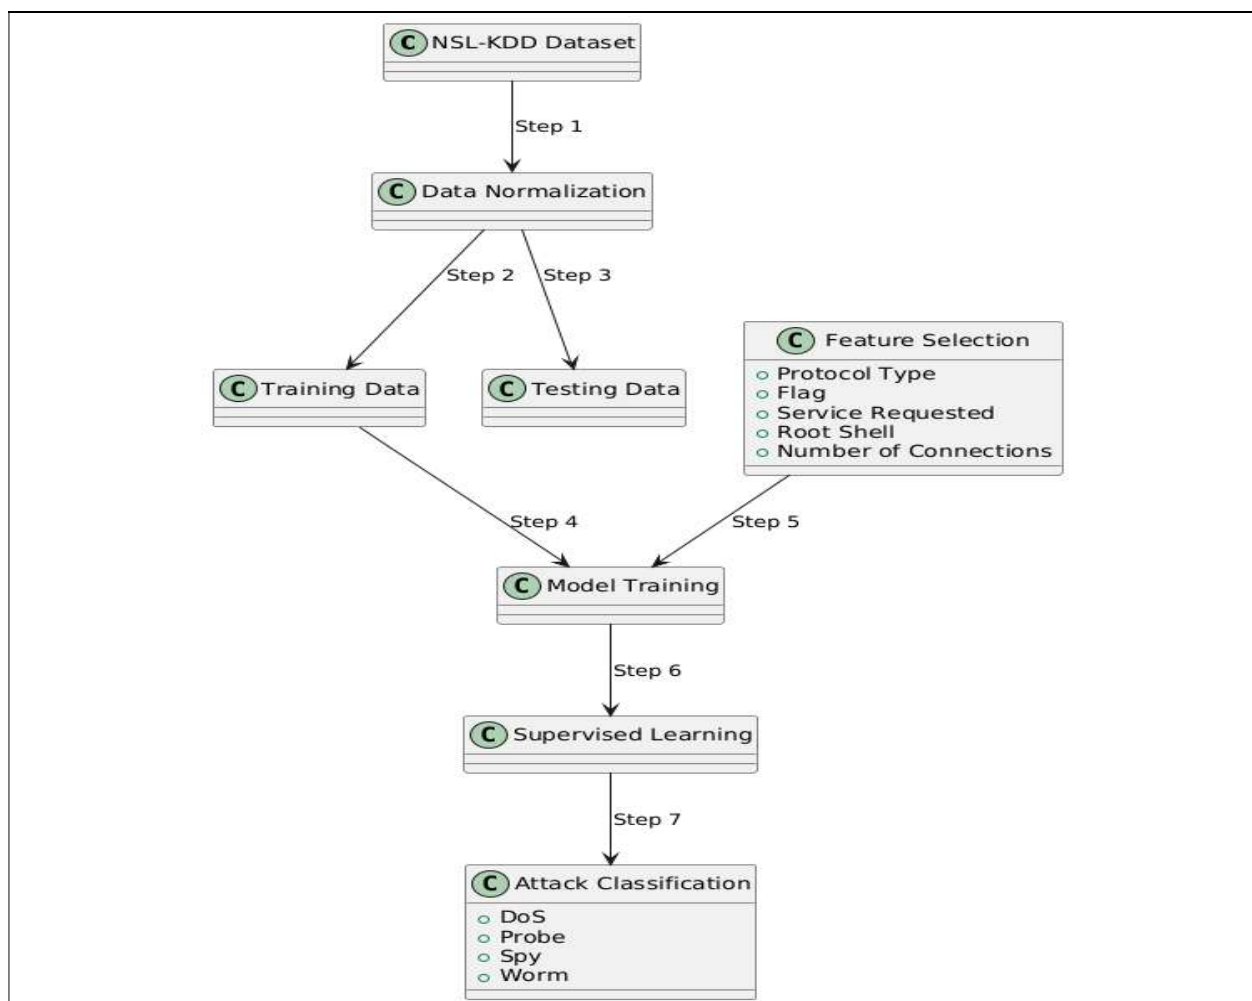 C NSL-KDD Dataset
Step 1
C Data Normalization
Step 2
Step 3
C Feature Selection
Protocol Type
Flag
Service Requested
Root Shell
Number of Connections
C Training Data
C Testing Data
Step 4
Step 5
C Model Training
Step 6
C Supervised Learning
Step 7
C Attack Classification
DoS
Probe
Spy
Worm